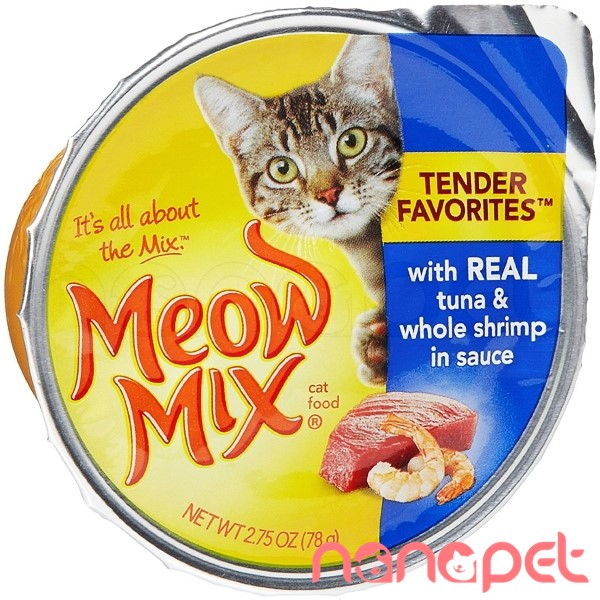 It's all about
the Mix.™
Meow
Mix
cat
food
®
TENDER
FAVORITES™
with REAL
tuna &
whole shrimp
in sauce
NET WT 2.75 OZ (78 g)
nanapet